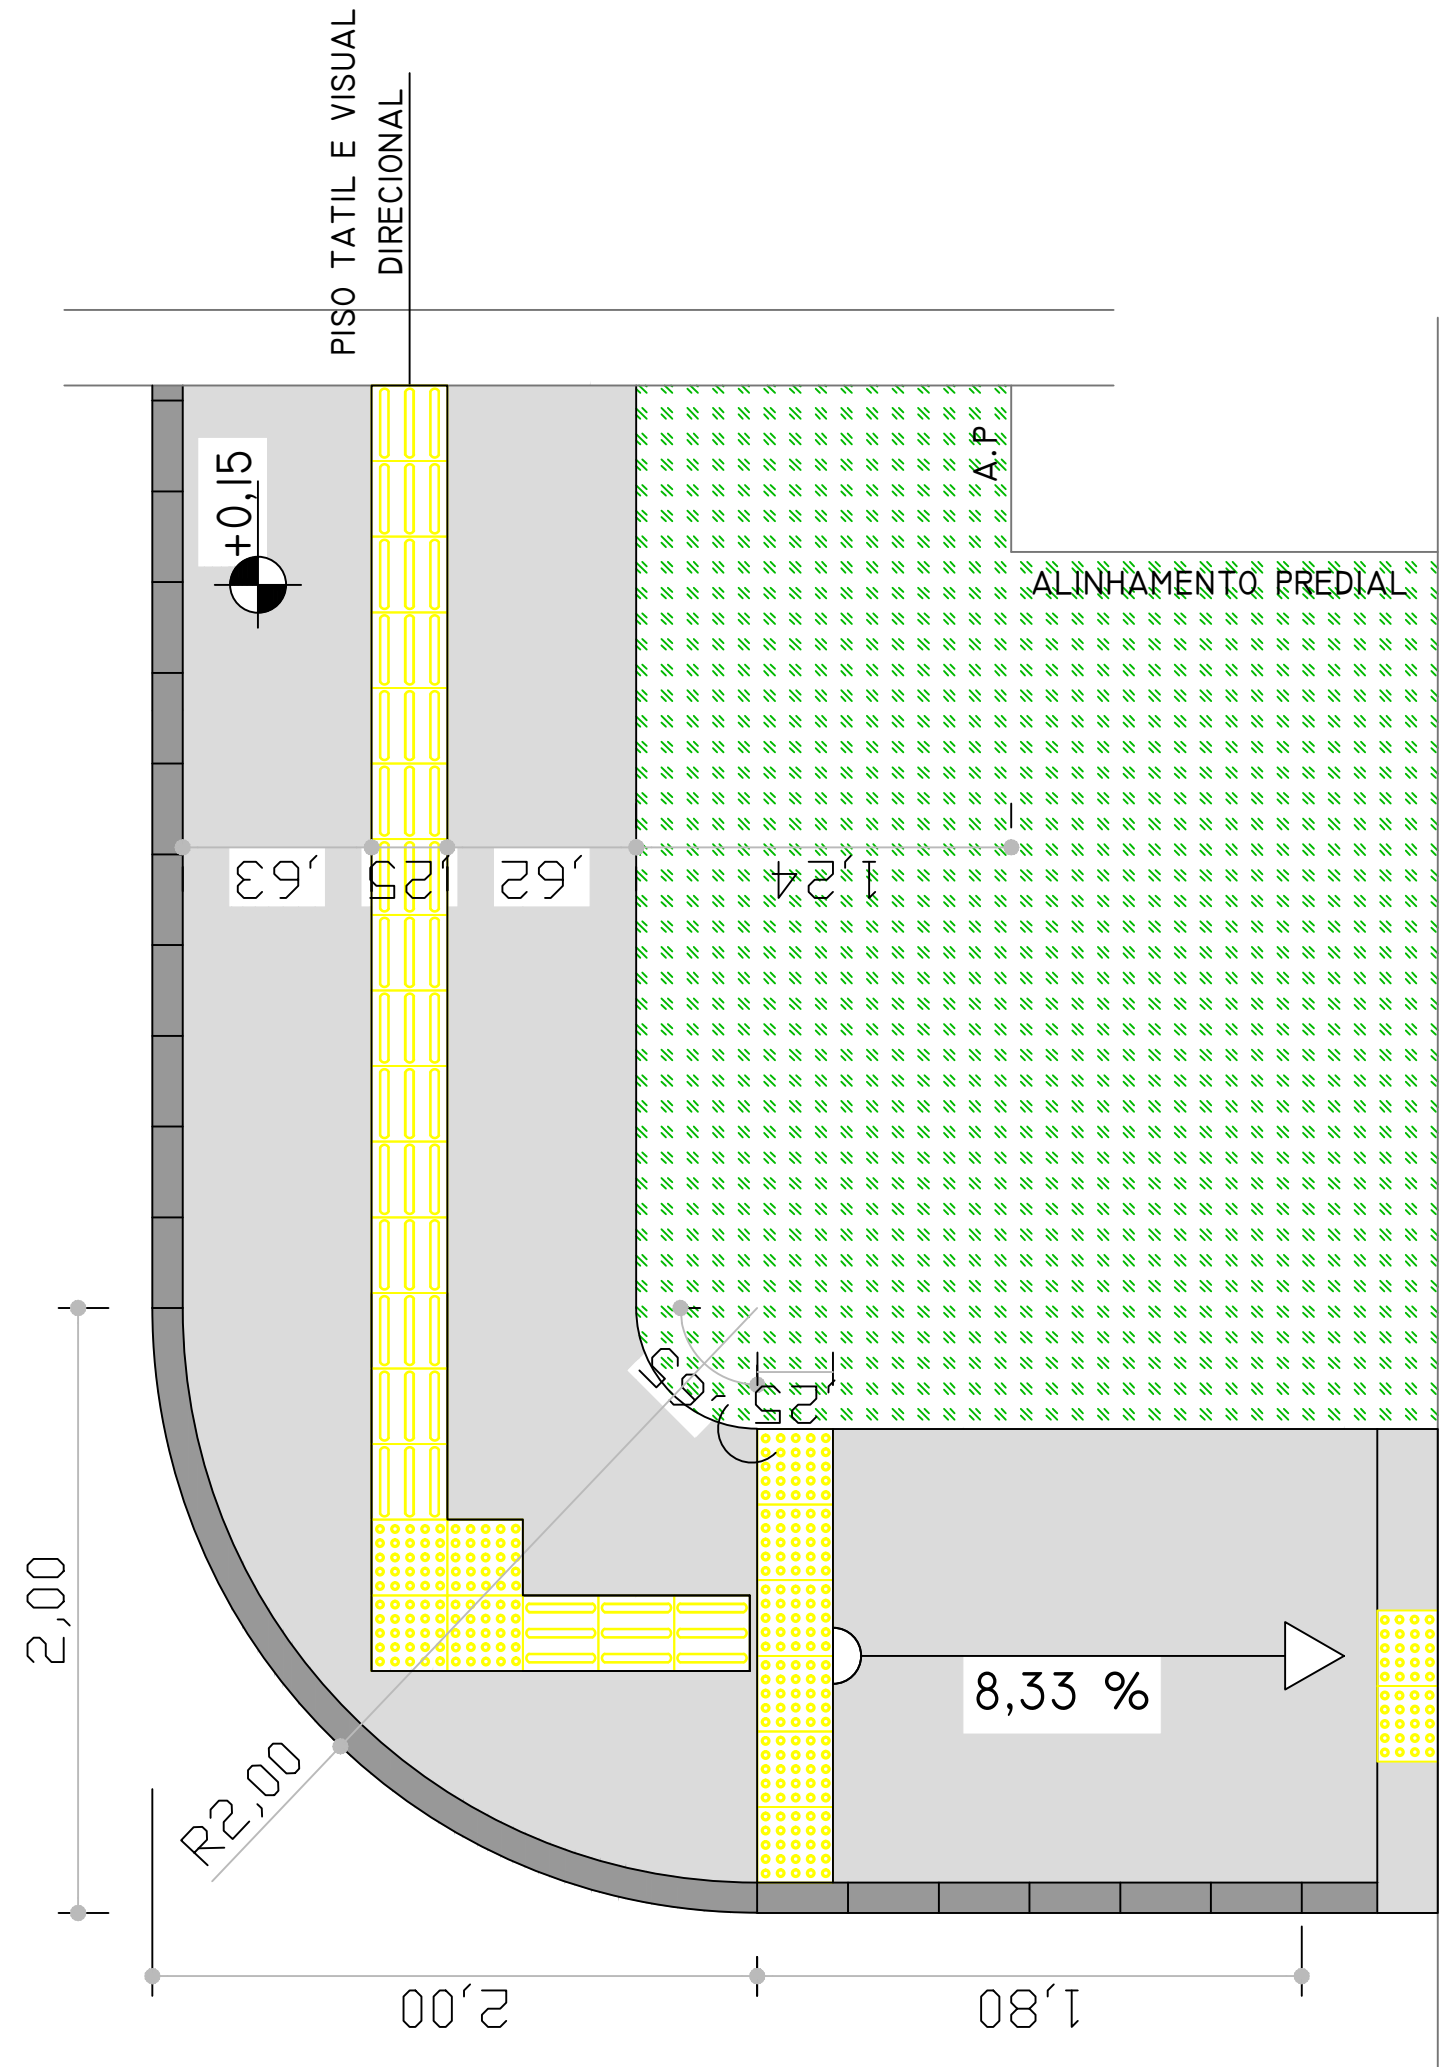 PISO TATIL E VISUAL
DIRECIONAL
+0,15
A.P
ALINHAMENTO PREDIAL
,63
,25
,62
1,24
,25
2,00
8,33 %
R2,00
2,00
1,80